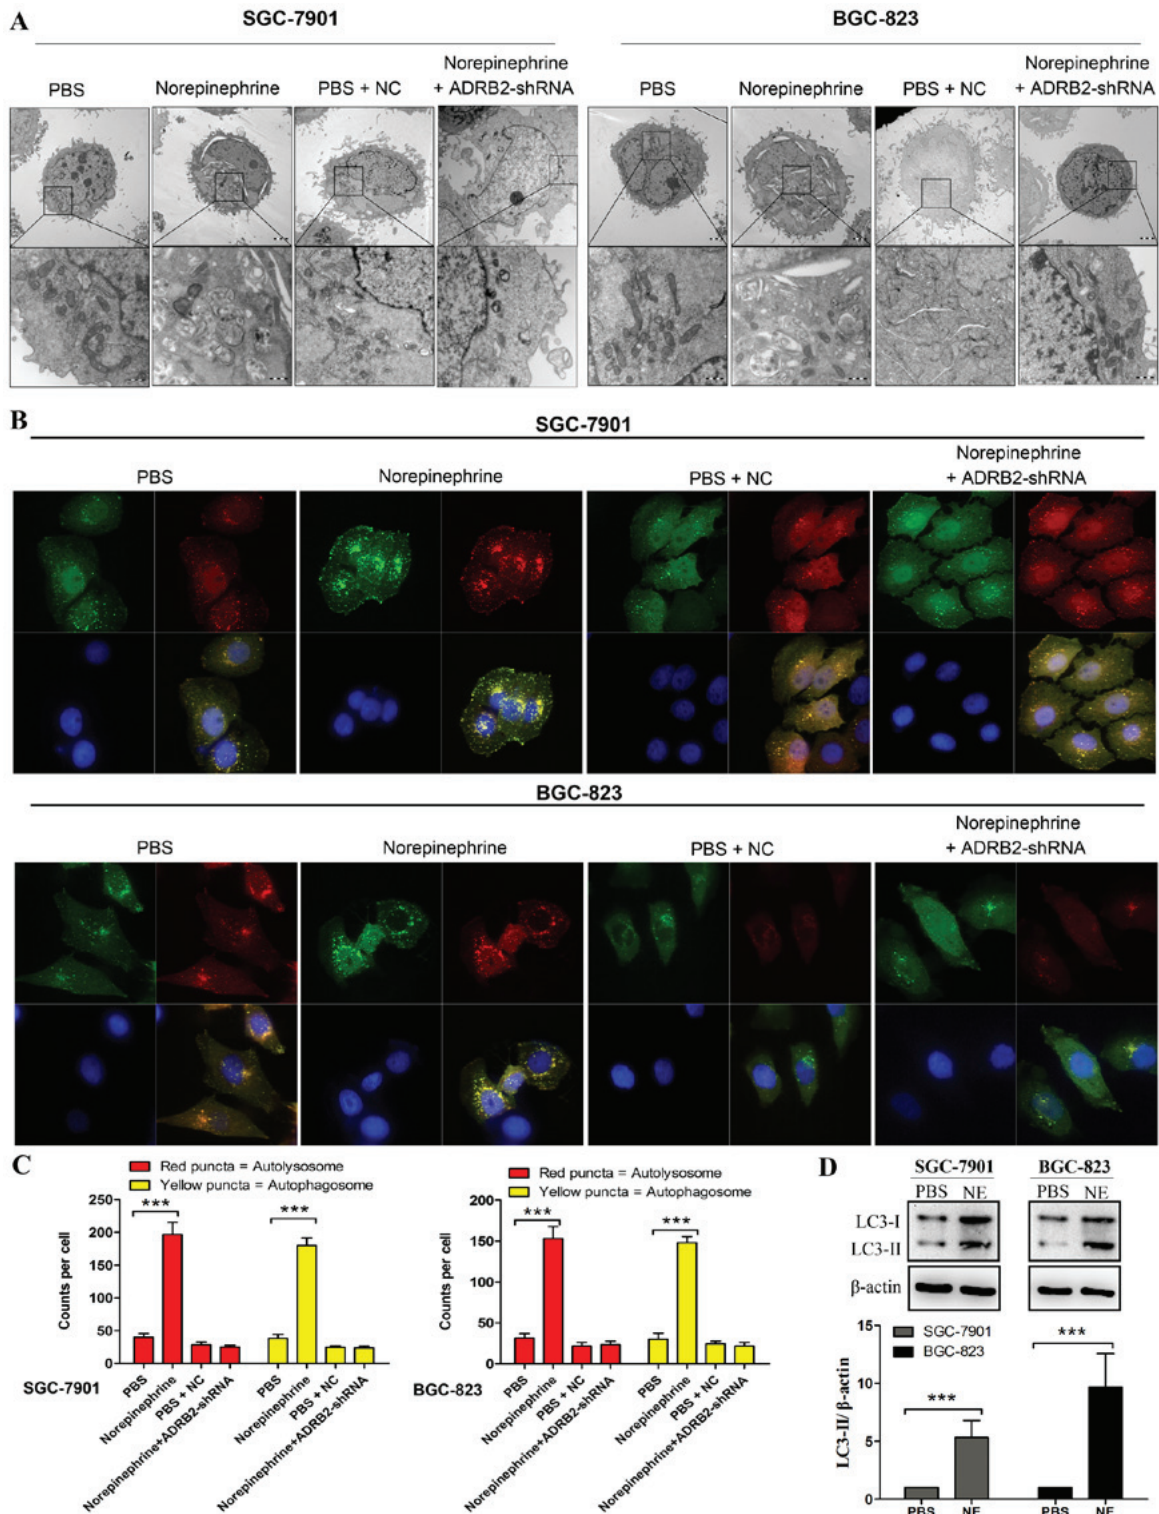 A
SGC-7901
BGC-823
PBS
Norepinephrine
PBS + NC
Norepinephrine
+ ADRB2-shRNA
PBS
Norepinephrine
PBS + NC
Norepinephrine
+ ADRB2-shRNA
B
SGC-7901
PBS
Norepinephrine
PBS + NC
Norepinephrine
+ ADRB2-shRNA
BGC-823
PBS
Norepinephrine
PBS + NC
Norepinephrine
+ ADRB2-shRNA
C
Red puncta = Autolysosome
Yellow puncta = Autophagosome
Counts per cell
250
200
150
100
50
0
***
***
PBS
Norepinephrine
PBS + NC
Norepinephrine+ADRB2-shRNA
PBS
Norepinephrine
PBS + NC
Norepinephrine+ADRB2-shRNA
SGC-7901
Red puncta = Autolysosome
Yellow puncta = Autophagosome
Counts per cell
200
150
100
50
0
***
***
PBS
Norepinephrine
PBS + NC
Norepinephrine+ADRB2-shRNA
PBS
Norepinephrine
PBS + NC
Norepinephrine+ADRB2-shRNA
BGC-823
D
SGC-7901
BGC-823
PBS NE
PBS NE
LC3-I
LC3-II
β-actin
LC3-II/ β-actin
15
10
5
0
SGC-7901
BGC-823
***
***
PBS
NE
PBS
NE